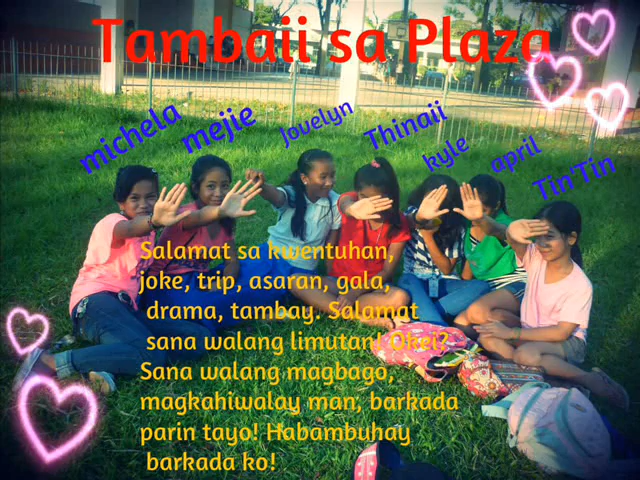 Tambaii sa Plaza
michela
mejie
Jovelyn
Thinaii
kyle
april
Tin'Tin
Salamat sa kwentuhan,
joke, trip, asaran, gala,
drama, tambay. Salamat
sana walang limutan! Okei?
Sana walang magbago,
magkahiwalay man, barkada
parin tayo! Habambuhay
barkada ko!